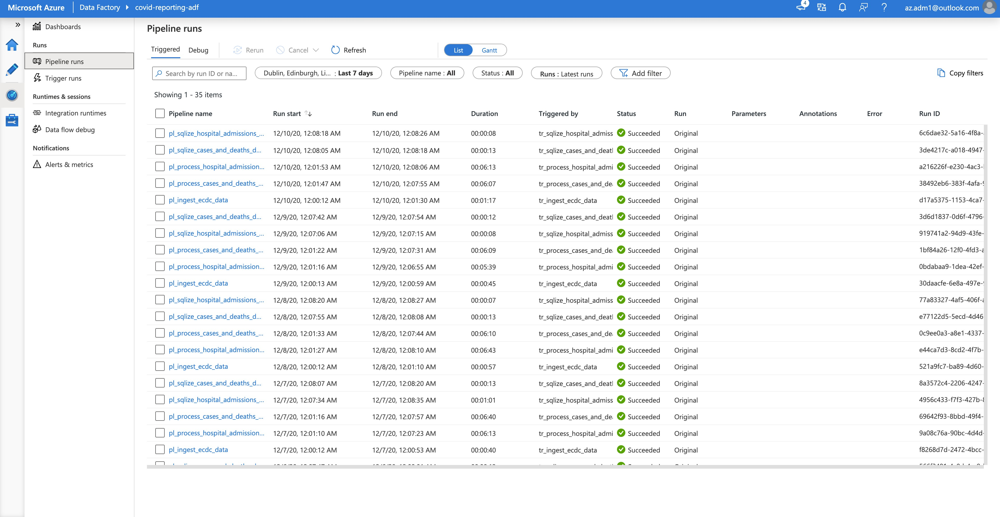 Microsoft Azure Data Factory covid-reporting-adf 4 az.adm1@outlook.com
Dashboards
Runs
Pipeline runs
Trigger runs
Runtimes & sessions
Integration runtimes
Data flow debug
Notifications
Alerts & metrics
Pipeline runs
Triggered Debug Rerun Cancel Refresh List Gantt
Search by run ID or na... Dublin, Edinburgh, Li... : Last 7 days Pipeline name : All Status : All Runs : Latest runs Add filter Copy filters
Showing 1 - 35 items
Pipeline name Run start Run end Duration Triggered by Status Run Parameters Annotations Error Run ID
pl_sqlize_hospital_admissions_... 12/10/20, 12:08:18 AM 12/10/20, 12:08:26 AM 00:00:08 tr_sqlize_hospital_admiss Succeeded Original 6c6dae32-5a16-4f8a-
pl_sqlize_cases_and_deaths_d... 12/10/20, 12:08:05 AM 12/10/20, 12:08:18 AM 00:00:13 tr_sqlize_cases_and_deatl Succeeded Original 3de4217c-a018-4947-
pl_process_hospital_admission... 12/10/20, 12:01:53 AM 12/10/20, 12:08:06 AM 00:06:13 tr_process_hospital_admi Succeeded Original a216226f-e230-4ac3-
pl_process_cases_and_deaths_... 12/10/20, 12:01:47 AM 12/10/20, 12:07:55 AM 00:06:07 tr_process_cases_and_de Succeeded Original 38492eb6-383f-4afa-
pl_ingest_ecdc_data 12/10/20, 12:00:12 AM 12/10/20, 12:01:30 AM 00:01:17 tr_ingest_ecdc_data Succeeded Original d17a5375-1153-4ca7-
pl_sqlize_cases_and_deaths_d... 12/9/20, 12:07:42 AM 12/9/20, 12:07:54 AM 00:00:12 tr_sqlize_cases_and_deatl Succeeded Original 3d6d1837-0d6f-4796-
pl_sqlize_hospital_admissions_... 12/9/20, 12:07:06 AM 12/9/20, 12:07:15 AM 00:00:08 tr_sqlize_hospital_admiss Succeeded Original 919741a2-94d9-43fe-
pl_process_cases_and_deaths_... 12/9/20, 12:01:22 AM 12/9/20, 12:07:31 AM 00:06:09 tr_process_cases_and_de Succeeded Original 1bf84a26-12f0-4fd3-
pl_process_hospital_admission... 12/9/20, 12:01:16 AM 12/9/20, 12:06:55 AM 00:05:39 tr_process_hospital_admi Succeeded Original 0bdabaa9-1dea-42ef-
pl_ingest_ecdc_data 12/9/20, 12:00:13 AM 12/9/20, 12:00:59 AM 00:00:45 tr_ingest_ecdc_data Succeeded Original 30daacfe-6e8a-497e-
pl_sqlize_hospital_admissions_... 12/8/20, 12:08:20 AM 12/8/20, 12:08:27 AM 00:00:07 tr_sqlize_hospital_admiss Succeeded Original 77a83327-4af5-406f-
pl_sqlize_cases_and_deaths_d... 12/8/20, 12:07:55 AM 12/8/20, 12:08:08 AM 00:00:13 tr_sqlize_cases_and_deatl Succeeded Original e77122d5-5ecd-4d46
pl_process_cases_and_deaths_... 12/8/20, 12:01:33 AM 12/8/20, 12:07:44 AM 00:06:10 tr_process_cases_and_de Succeeded Original 0c9ee0a3-a8e1-4337-
pl_process_hospital_admission... 12/8/20, 12:01:27 AM 12/8/20, 12:08:10 AM 00:06:43 tr_process_hospital_admi Succeeded Original e44ca7d3-8cd2-4f7b-
pl_ingest_ecdc_data 12/8/20, 12:00:12 AM 12/8/20, 12:01:10 AM 00:00:57 tr_ingest_ecdc_data Succeeded Original 521a9fc7-ba89-4d60-
pl_sqlize_cases_and_deaths_d... 12/7/20, 12:08:07 AM 12/7/20, 12:08:20 AM 00:00:13 tr_sqlize_cases_and_deatl Succeeded Original 8a3572c4-2206-4247-
pl_sqlize_hospital_admissions_... 12/7/20, 12:07:34 AM 12/7/20, 12:08:35 AM 00:01:01 tr_sqlize_hospital_admiss Succeeded Original 4956c433-f7f3-427b-
pl_process_cases_and_deaths_... 12/7/20, 12:01:16 AM 12/7/20, 12:07:57 AM 00:06:40 tr_process_cases_and_de Succeeded Original 69642f93-8bbd-49f4-
pl_process_hospital_admission... 12/7/20, 12:01:10 AM 12/7/20, 12:07:23 AM 00:06:13 tr_process_hospital_admi Succeeded Original 9a08c76a-90bc-4d4d-
pl_ingest_ecdc_data 12/7/20, 12:00:12 AM 12/7/20, 12:00:53 AM 00:00:40 tr_ingest_ecdc_data Succeeded Original f8268d7d-2472-4bcc-